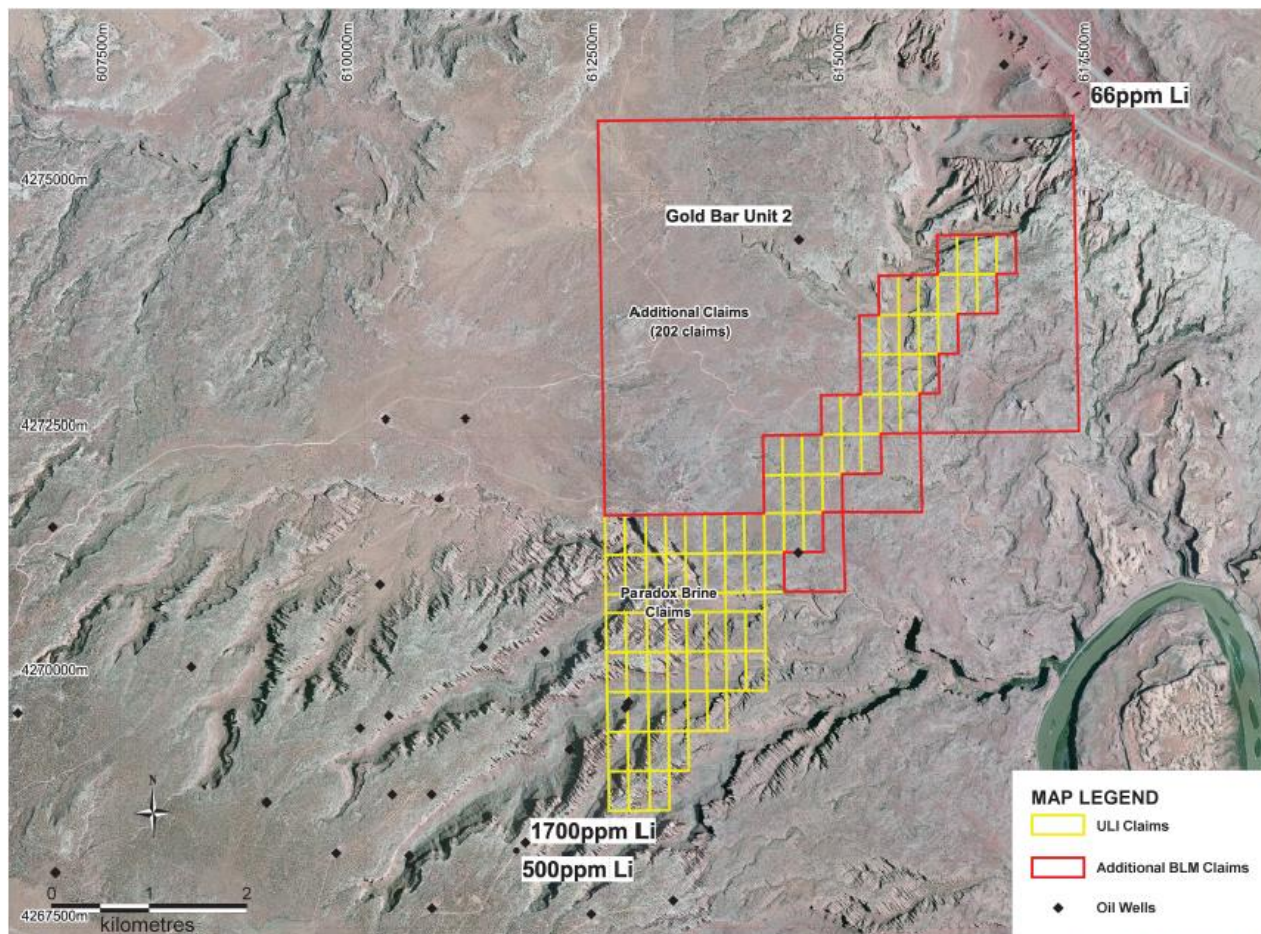 607500m
610000m
612500m
615000m
617500m
66ppm Li
4275000m
Gold Bar Unit 2
Additional Claims
(202 claims)
4272500m
Paradox Brine
Claims
4270000m
N
1700ppm Li
500ppm Li
0 1 2
kilometres
4267500m
MAP LEGEND
ULI Claims
Additional BLM Claims
Oil Wells